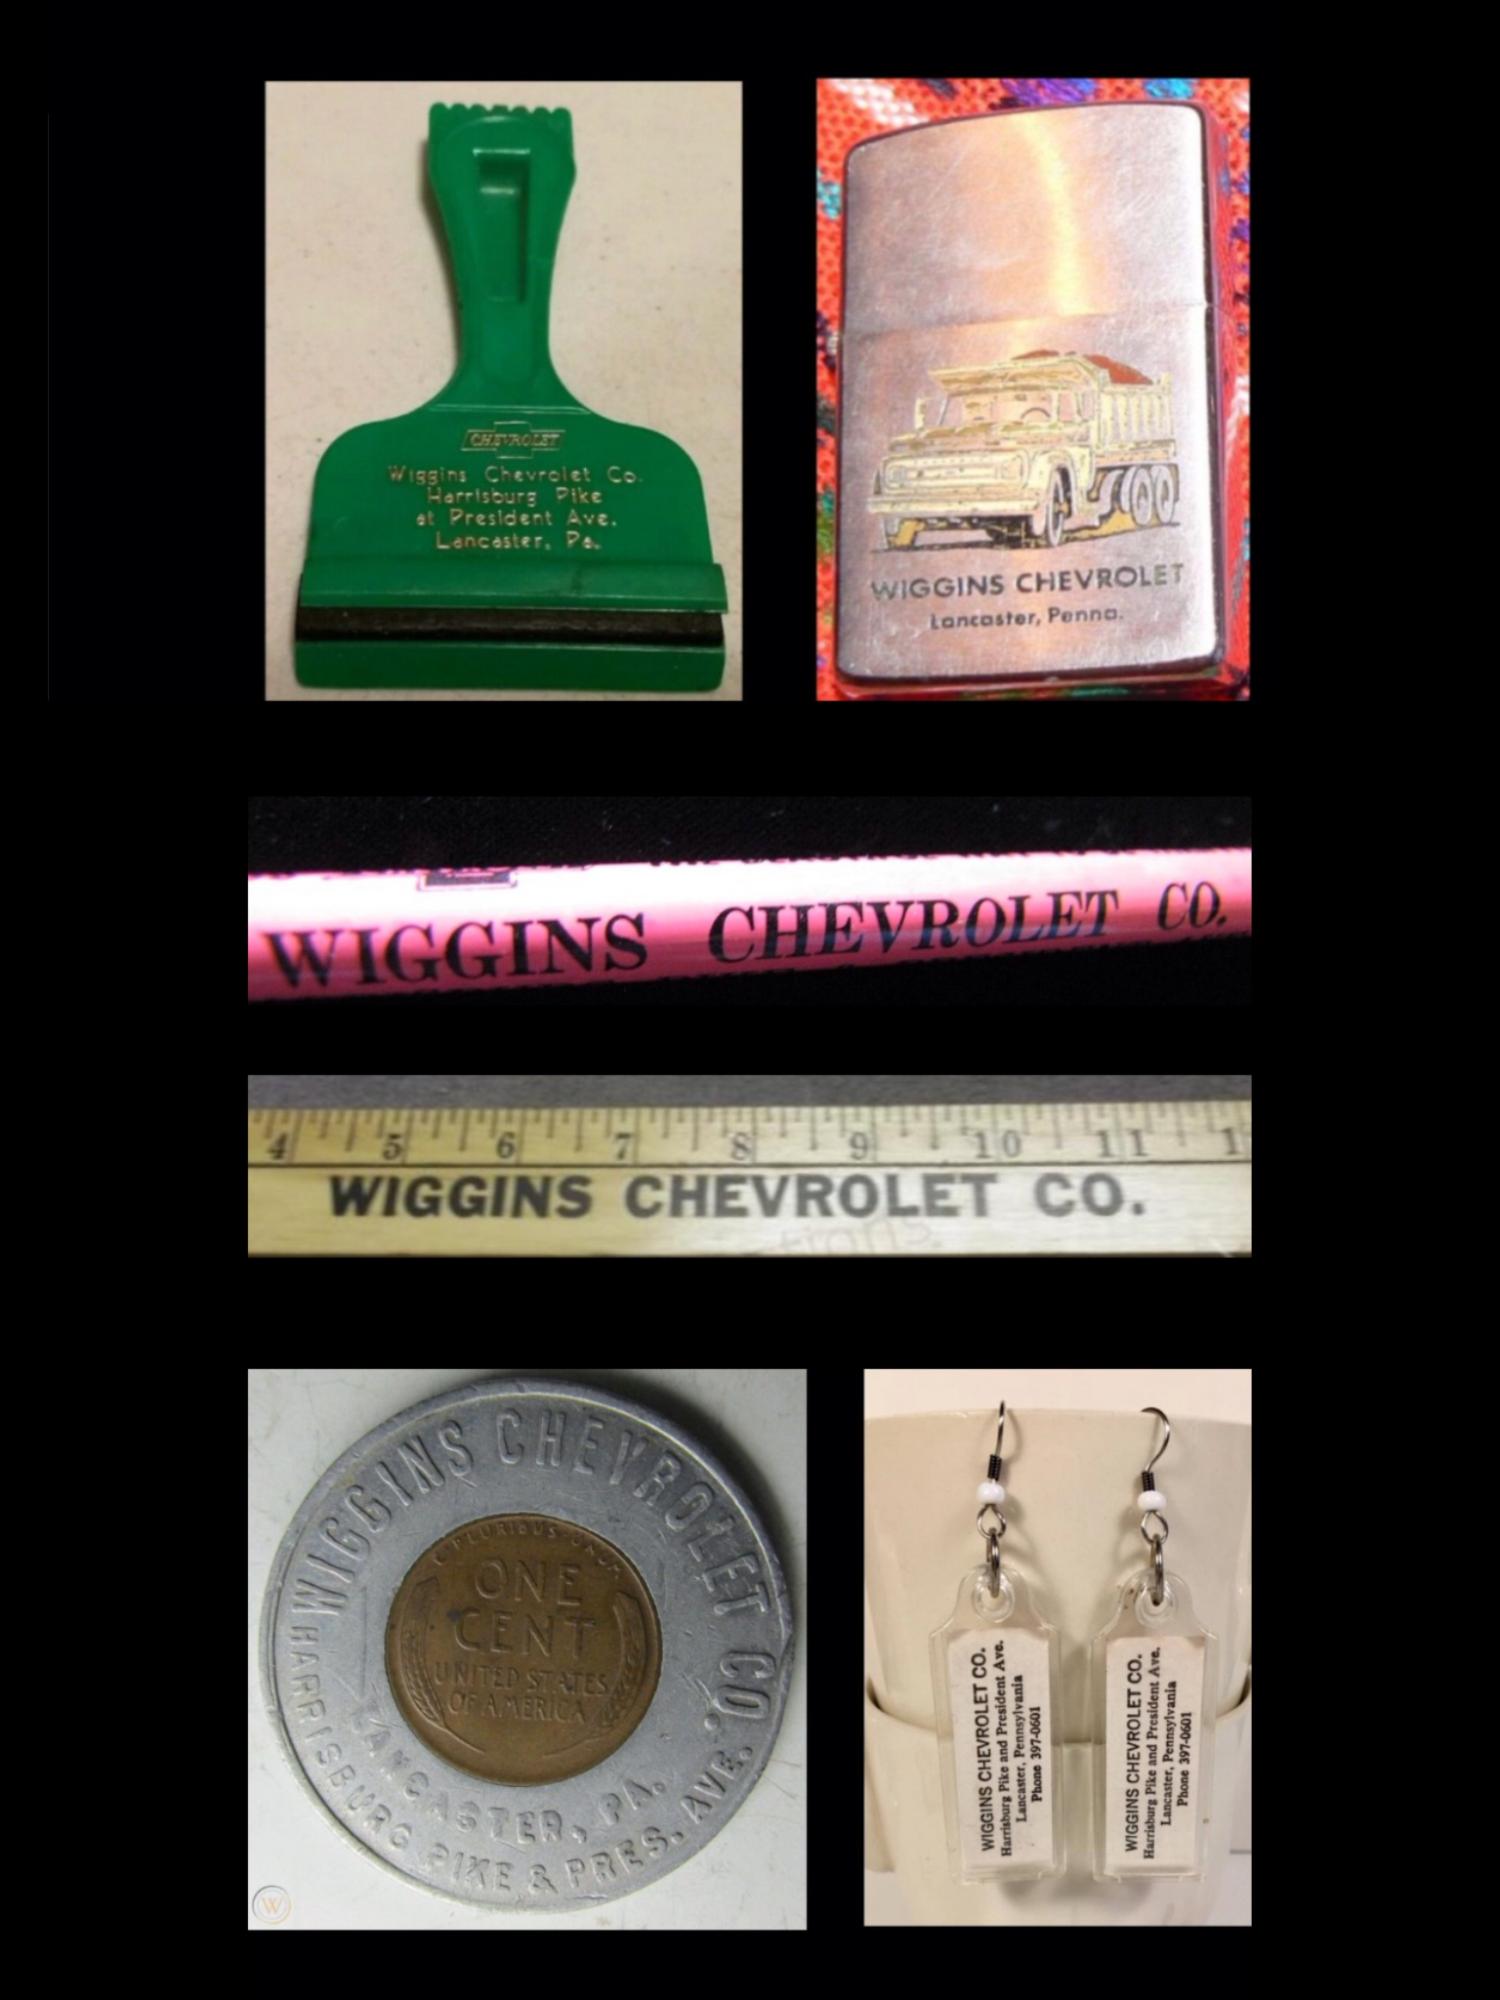 CHEVROLET
Wiggins Chevrolet Co.
Harrisburg Pike
at President Ave.
Lancaster, Pa.
WIGGINS CHEVROLET
Lancaster, Penna.
WIGGINS CHEVROLET CO.
4 5 6 7 8 9 10 11 1
WIGGINS CHEVROLET CO.
WIGGINS CHEVROLET CO.
E PLURIBUS UNUM
ONE
CENT
UNITED STATES
OF AMERICA
LANCASTER, PA.
HARRISBURG PIKE & PRES. AVE.
W
WIGGINS CHEVROLET CO.
Harrisburg Pike and President Ave.
Lancaster, Pennsylvania
Phone 397-0601
WIGGINS CHEVROLET CO.
Harrisburg Pike and President Ave.
Lancaster, Pennsylvania
Phone 397-0601